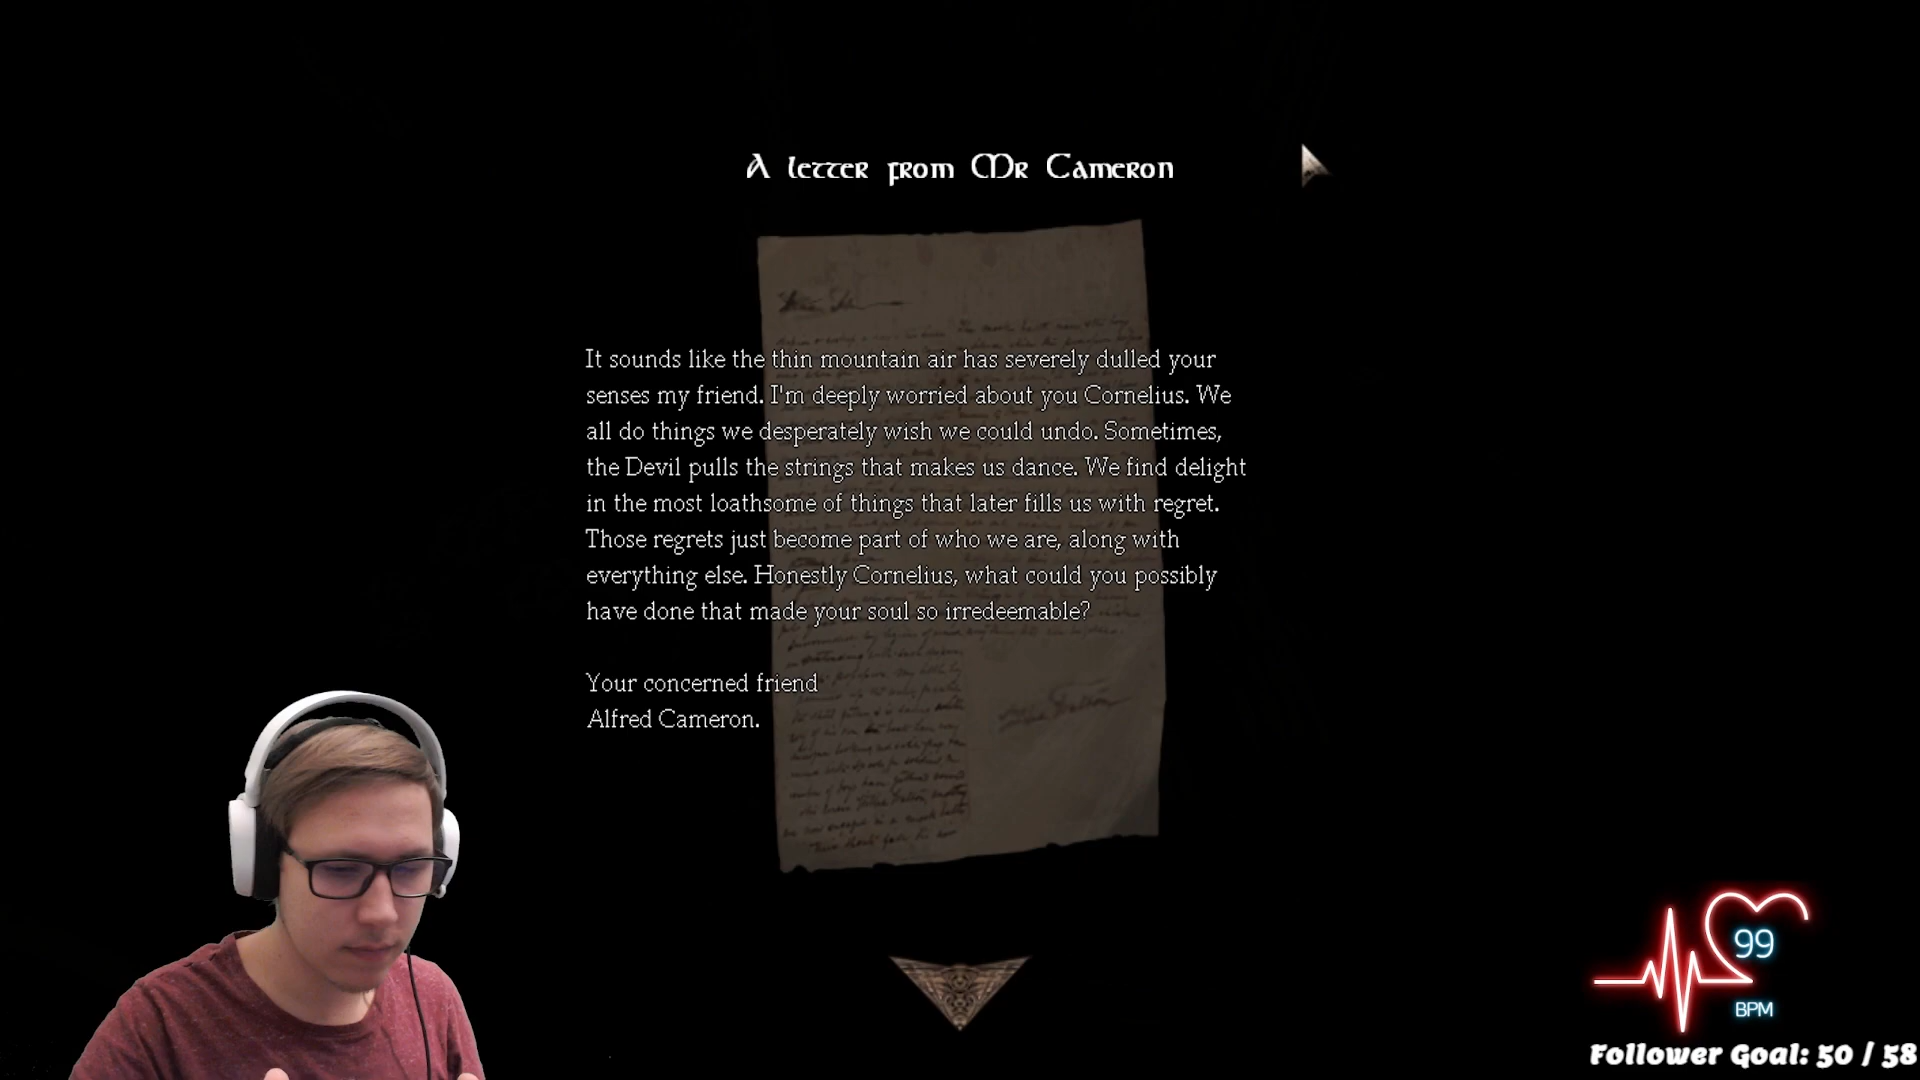 A letter from Mr Cameron
It sounds like the thin mountain air has severely dulled your
senses my friend. I'm deeply worried about you Cornelius. We
all do things we desperately wish we could undo. Sometimes,
the Devil pulls the strings that makes us dance. We find delight
in the most loathsome of things that later fills us with regret.
Those regrets just become part of who we are, along with
everything else. Honestly Cornelius, what could you possibly
have done that made your soul so irredeemable?
Your concerned friend
Alfred Cameron.
99
BPM
Follower Goal: 50 / 58